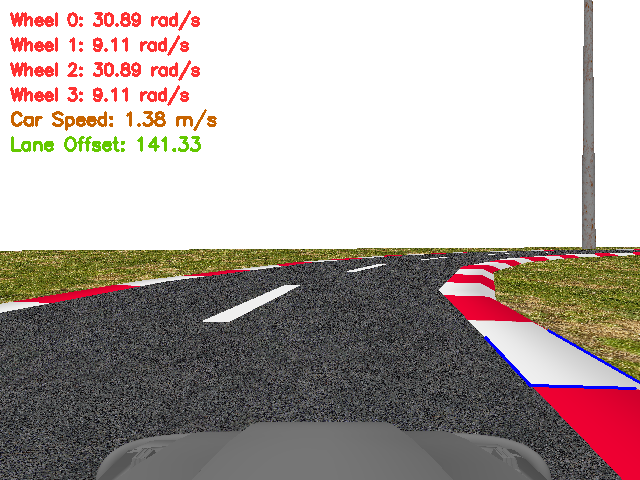 Wheel 0: 30.89 rad/s
Wheel 1: 9.11 rad/s
Wheel 2: 30.89 rad/s
Wheel 3: 9.11 rad/s
Car Speed: 1.38 m/s
Lane Offset: 141.33